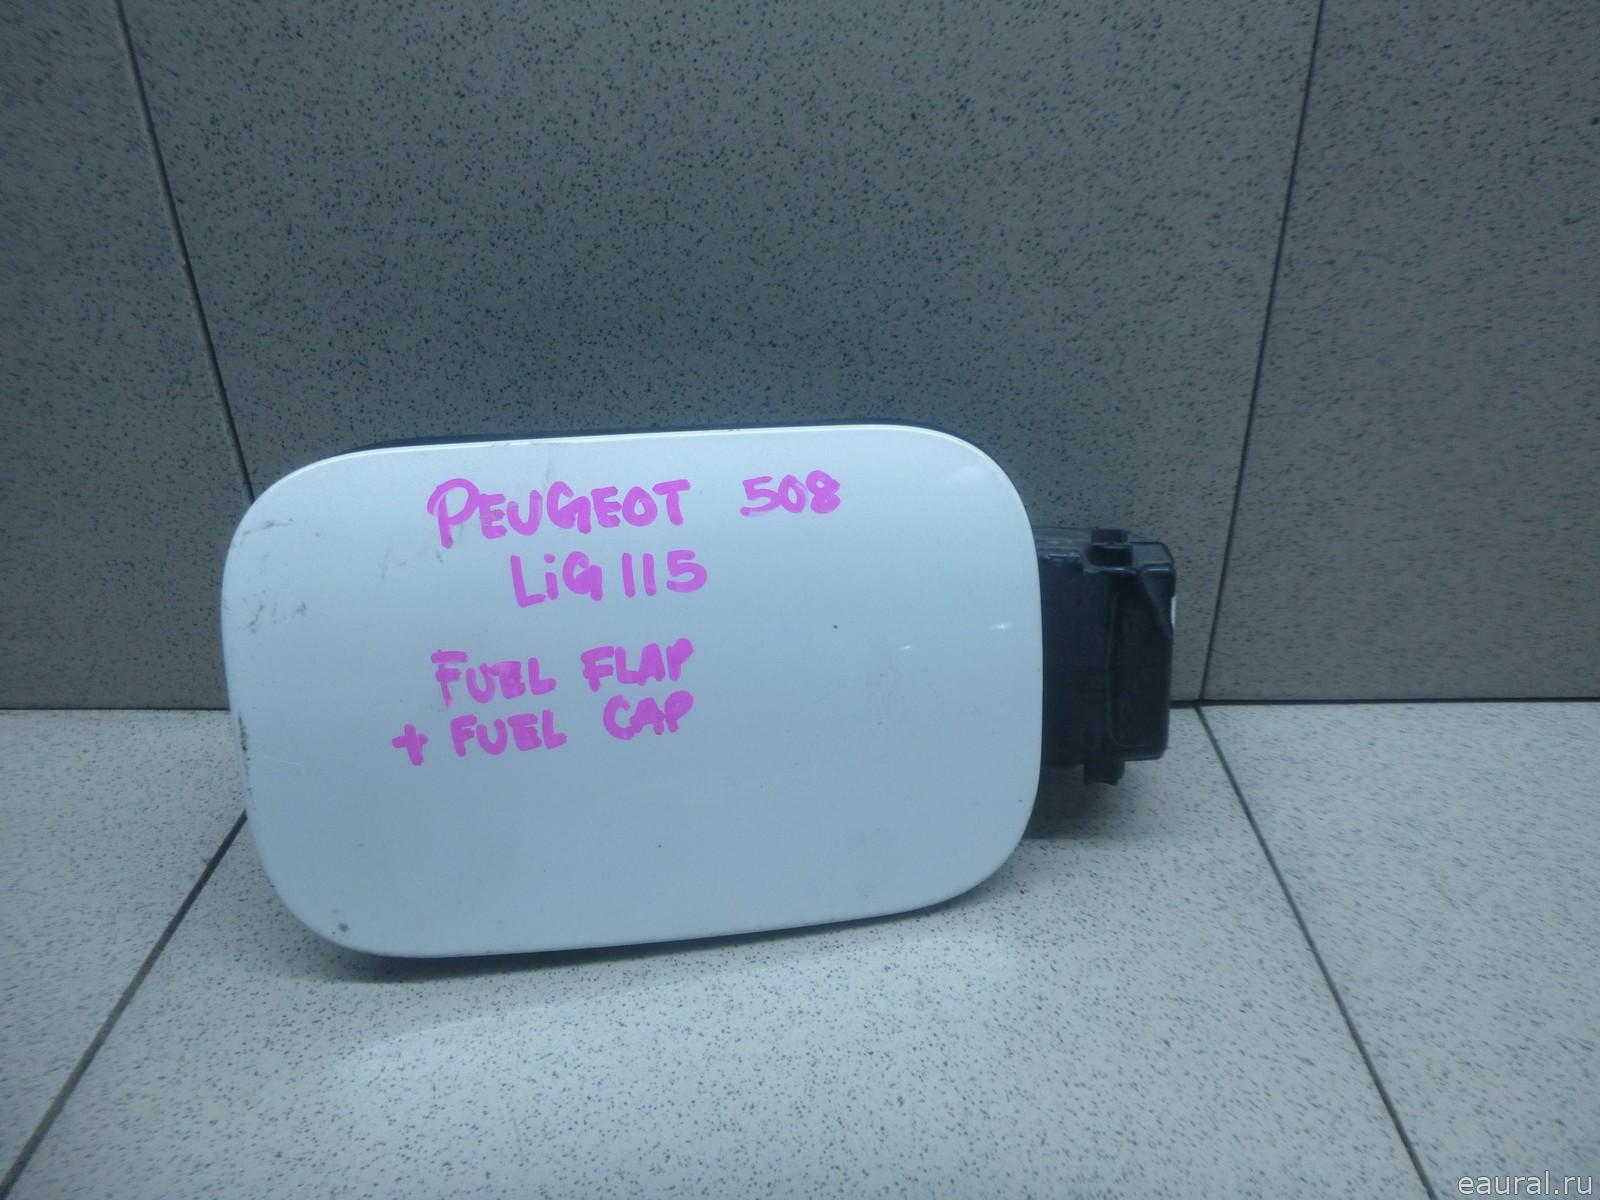 PEUGEOT 508
LiG115
FUEL FLAP
+ FUEL CAP
eaural.ru